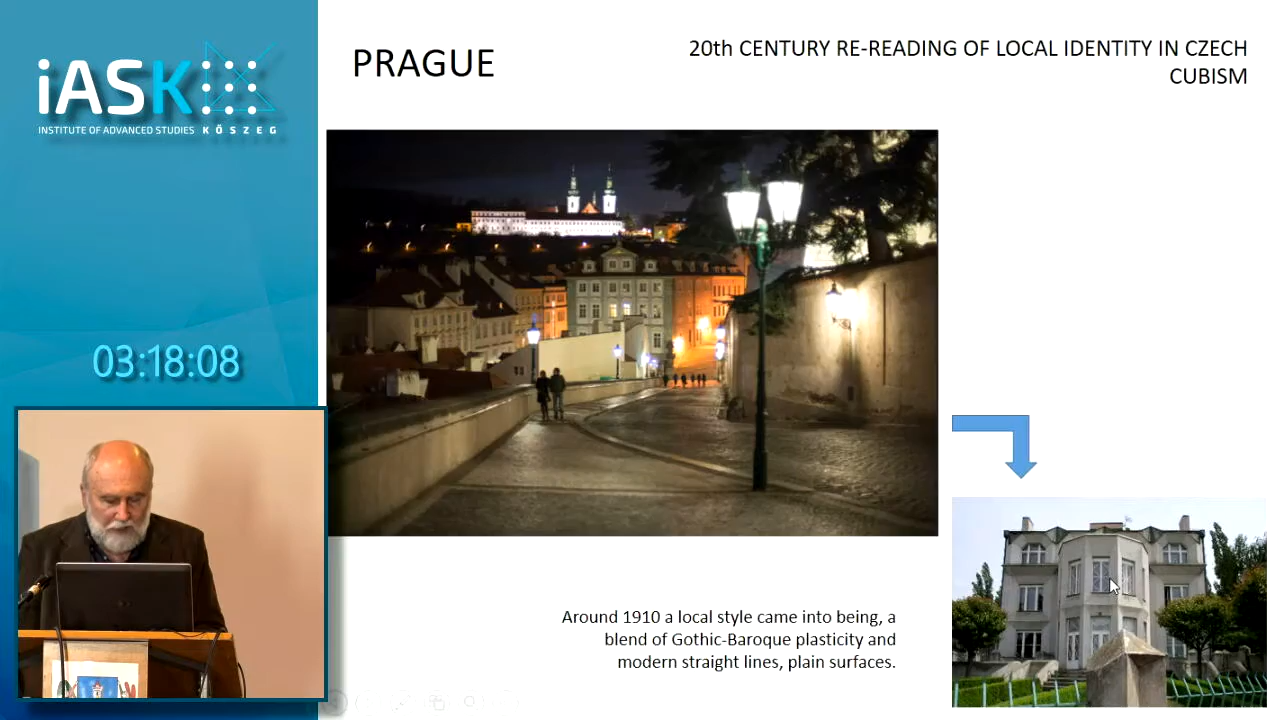 iASK
INSTITUTE OF ADVANCED STUDIES KŐSZEG
03:18:08
PRAGUE
20th CENTURY RE-READING OF LOCAL IDENTITY IN CZECH
CUBISM
Around 1910 a local style came into being, a
blend of Gothic-Baroque plasticity and
modern straight lines, plain surfaces.